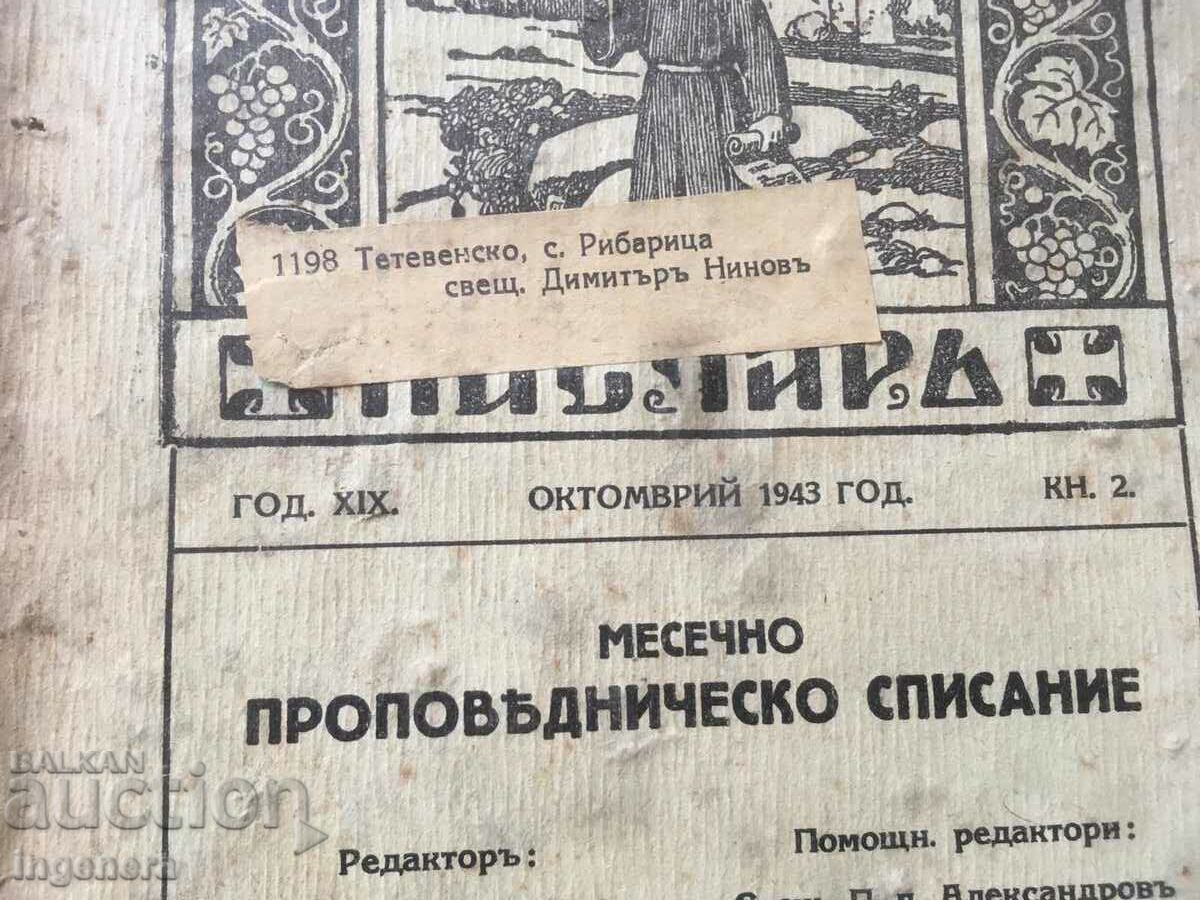 1198 Тетевенско, с. Рибарица
свещ. Димитъръ Ниновъ
ГОД. XIX. ОКТОМВРИЙ 1943 ГОД. КН. 2.
МЕСЕЧНО
ПРОПОВѢДНИЧЕСКО СПИСАНИЕ
Редакторъ:
Помощн. редактори:
Александровъ
BALKAN
auction
ingenera